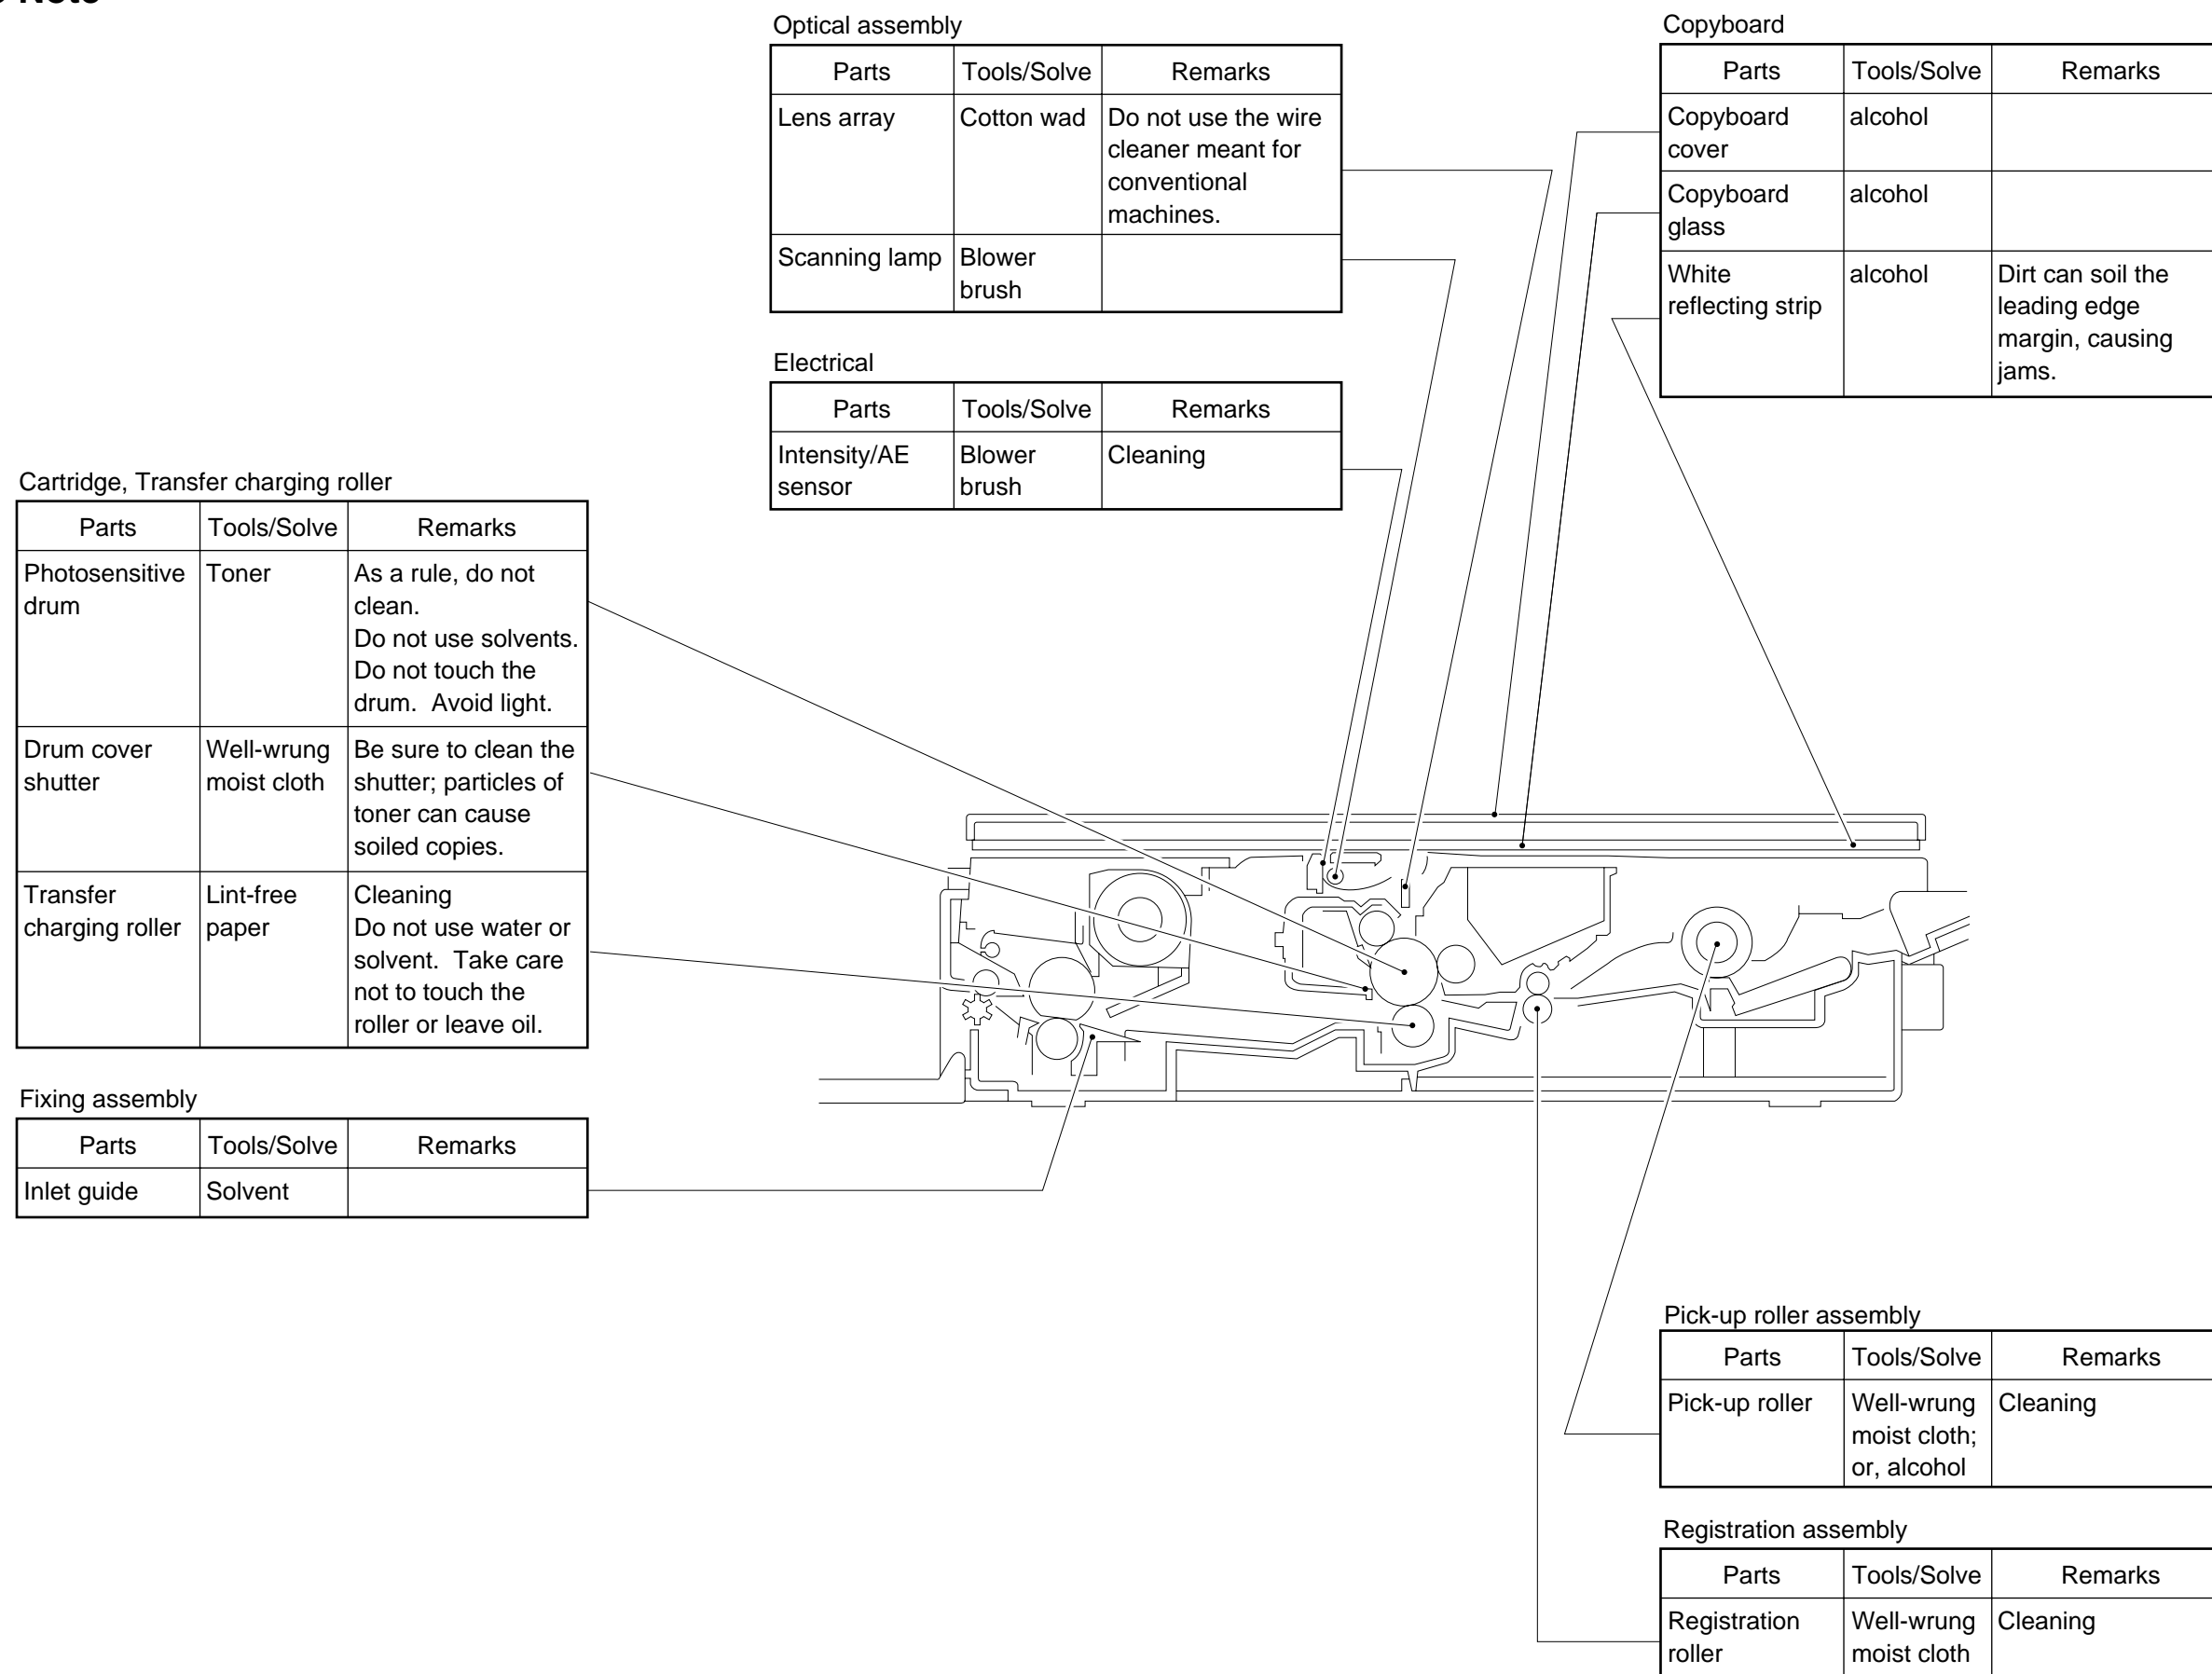 Note
Optical assembly
Parts Tools/Solve Remarks
Lens array Cotton wad Do not use the wire
cleaner meant for
conventional
machines.
Scanning lamp Blower
brush
Electrical
Parts Tools/Solve Remarks
Intensity/AE Blower Cleaning
sensor brush
Copyboard
Parts Tools/Solve Remarks
Copyboard alcohol
cover
Copyboard alcohol
glass
White alcohol Dirt can soil the
reflecting strip leading edge
margin, causing
jams.
Cartridge, Transfer charging roller
Parts Tools/Solve Remarks
Photosensitive Toner As a rule, do not
drum clean.
Do not use solvents.
Do not touch the
drum. Avoid light.
Drum cover Well-wrung Be sure to clean the
shutter moist cloth shutter; particles of
toner can cause
soiled copies.
Transfer Lint-free Cleaning
charging roller paper Do not use water or
solvent. Take care
not to touch the
roller or leave oil.
Fixing assembly
Parts Tools/Solve Remarks
Inlet guide Solvent
Pick-up roller assembly
Parts Tools/Solve Remarks
Pick-up roller Well-wrung Cleaning
moist cloth;
or, alcohol
Registration assembly
Parts Tools/Solve Remarks
Registration Well-wrung Cleaning
roller moist cloth